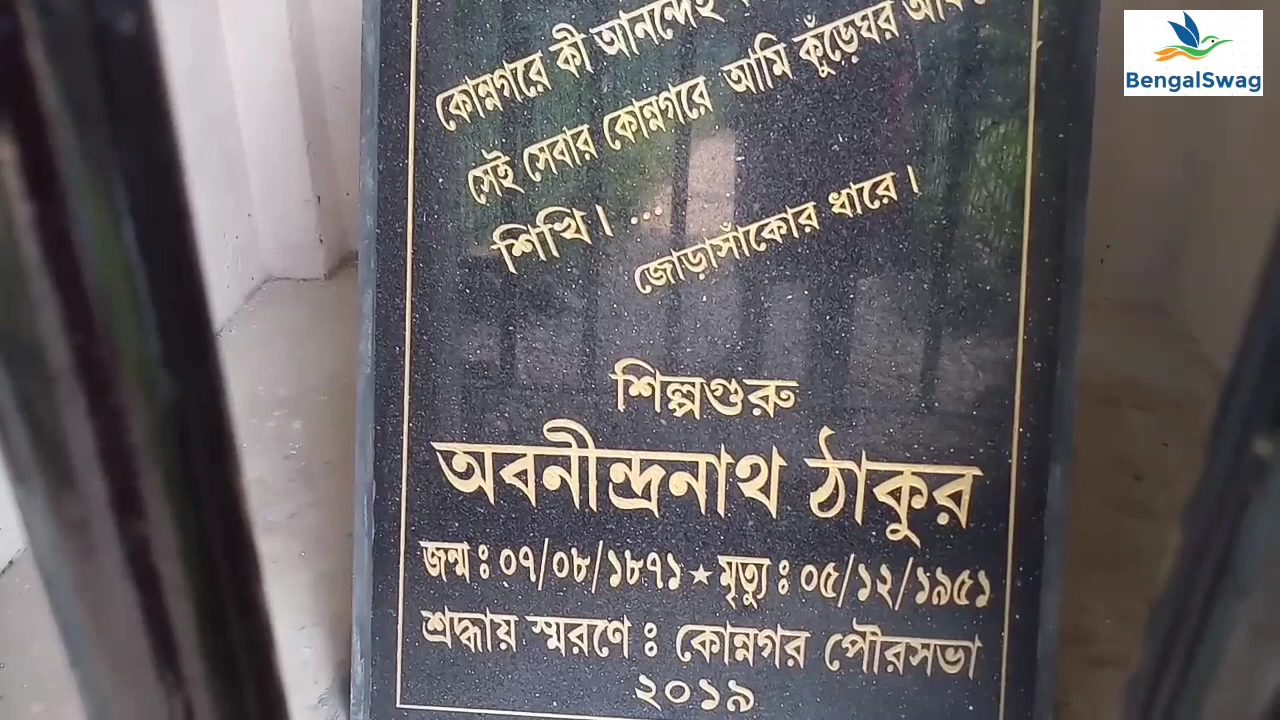 কোন্নগরে কী আনন্দেই
সেই সেবার কোন্নগরে আমি কুঁড়েঘর
শিখি। ...
জোড়াসাঁকোর ধারে।
শিল্পগুরু
অবনীন্দ্রনাথ ঠাকুর
জন্ম : ০৭/০৮/১৮৭১ ★ মৃত্যু : ০৫/১২/১৯৫১
শ্রদ্ধায় স্মরণে : কোন্নগর পৌরসভা
২০১৯
BengalSwag